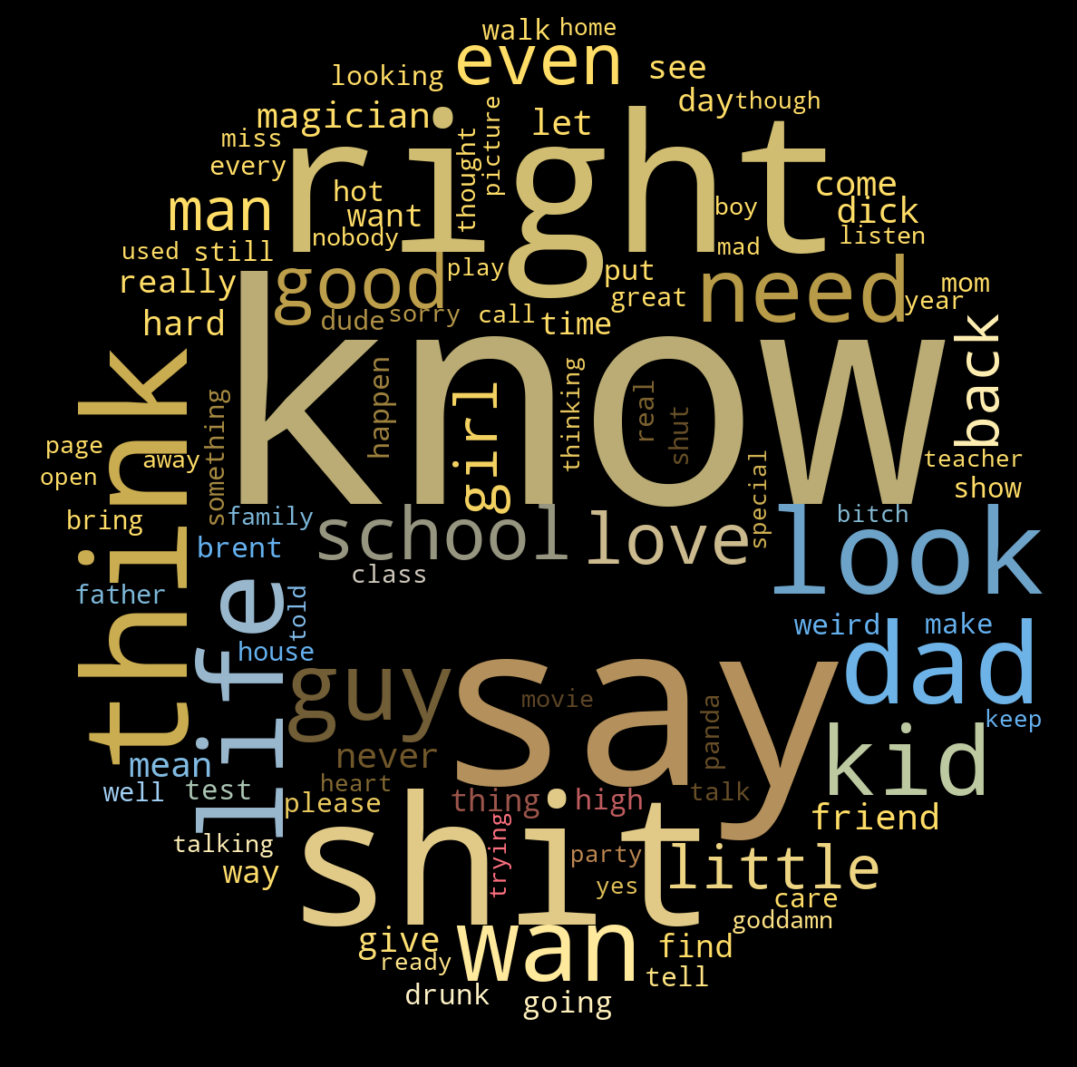 walk home
even
looking
see
day though
magician
let
miss
picture
thought
right
every
hot
come
man
want
boy
dick
nobody
mad
listen
used still
good
play
put
need
really
great
year
mom
hard
dude sorry call time
back
know
think
something
happen
girl
thinking
real
shut
page
away
open
teacher
special
show
bring
family
school
love
look
bitch
brent
class
father
life
told
weird
make
house
dad
guy
say
movie
panda
keep
never
kid
mean
heart
well
test
please
thing
high
talk
friend
shit
trying
talking
party
little
way
yes
care
goddamn
give
wan
find
ready
tell
drunk
going